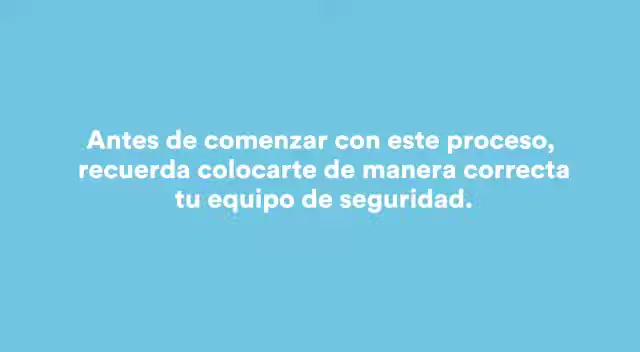 Antes de comenzar con este proceso,
recuerda colocarte de manera correcta
tu equipo de seguridad.